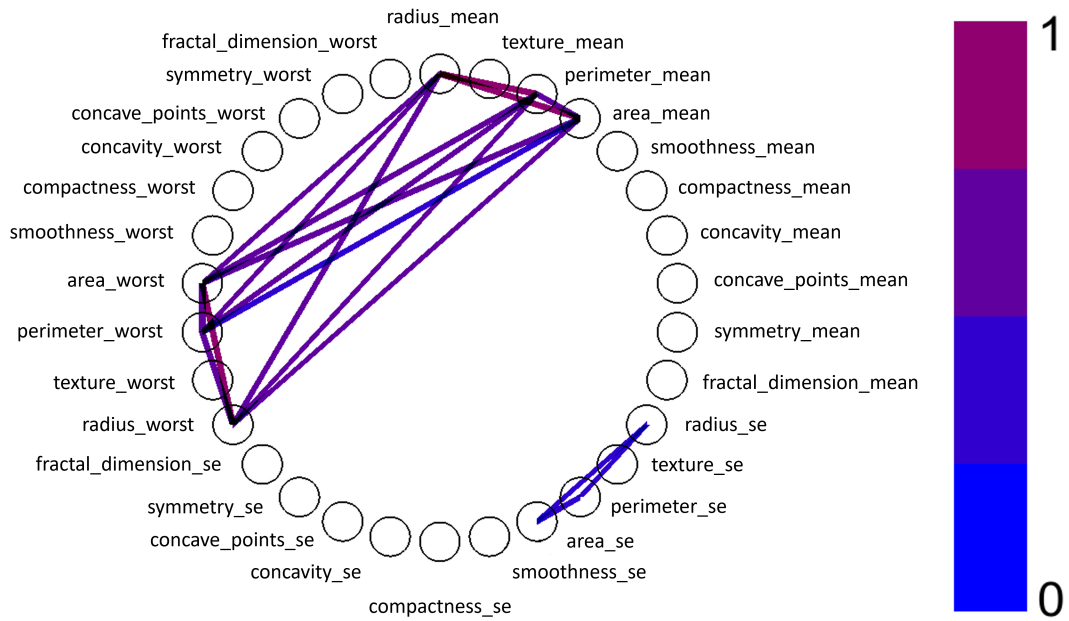 radius_mean
fractal_dimension_worst
texture_mean
symmetry_worst
perimeter_mean
concave_points_worst
area_mean
concavity_worst
smoothness_mean
compactness_worst
compactness_mean
smoothness_worst
concavity_mean
area_worst
concave_points_mean
perimeter_worst
symmetry_mean
texture_worst
fractal_dimension_mean
radius_worst
radius_se
fractal_dimension_se
texture_se
symmetry_se
perimeter_se
concave_points_se
area_se
concavity_se
smoothness_se
compactness_se
1
0